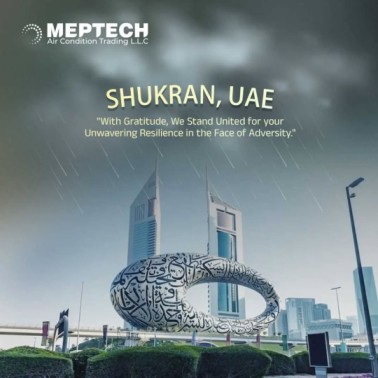 MEPTECH
Air Condition Trading L.L.C
SHUKRAN, UAE
"With Gratitude, We Stand United for your
Unwavering Resilience in the Face of Adversity."